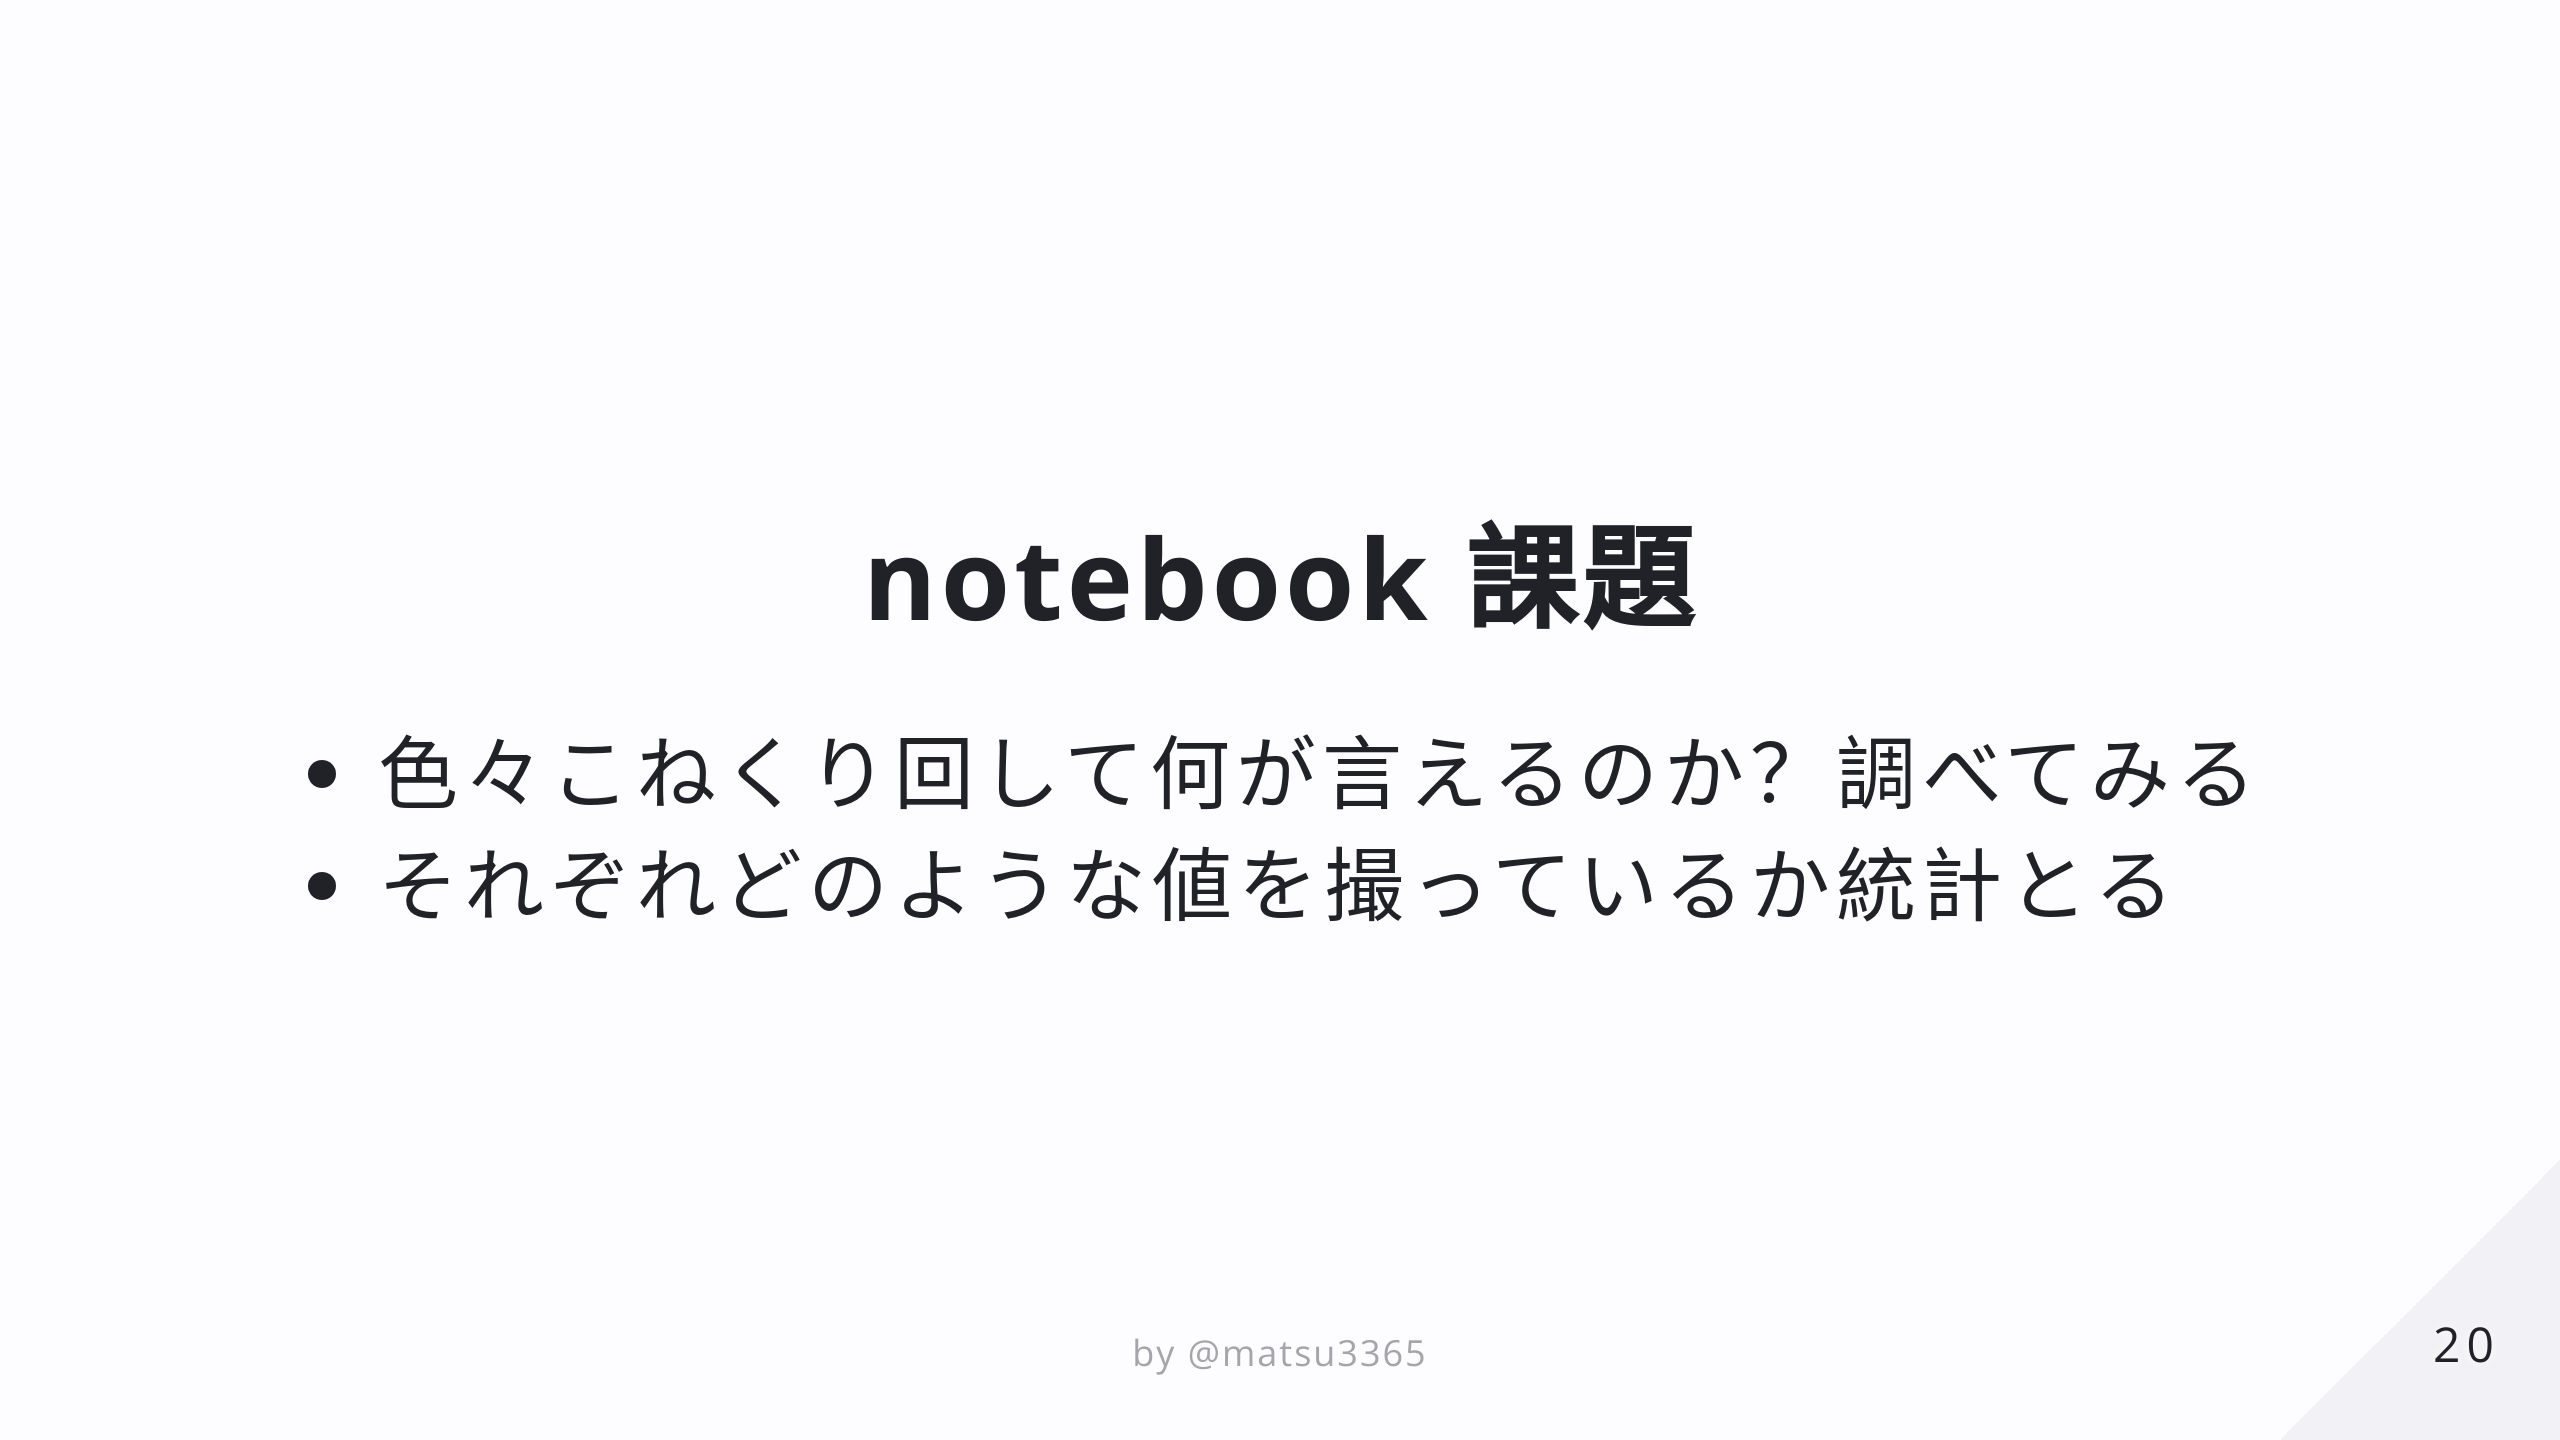 notebook 課題
• 色々こねくり回して何が言えるのか？調べてみる
• それぞれどのような値を撮っているか統計とる
by @matsu3365
20